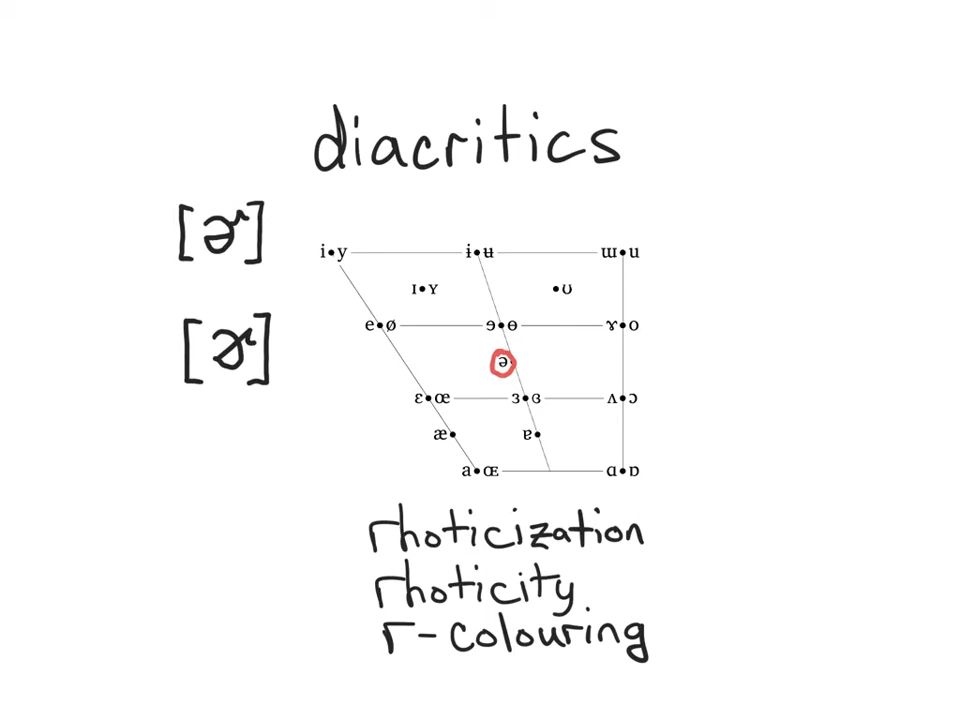 diacritics
[ə˞]
[ɚ]
i•y ɨ•ʉ ɯ•u
ɪ•ʏ •ʊ
e•ø ɘ•ɵ ɤ•o
ə
ɛ•œ ɜ•ɞ ʌ•ɔ
æ• ɐ•
a•ɶ ɑ•ɒ
rhoticization
rhoticity
r-colouring